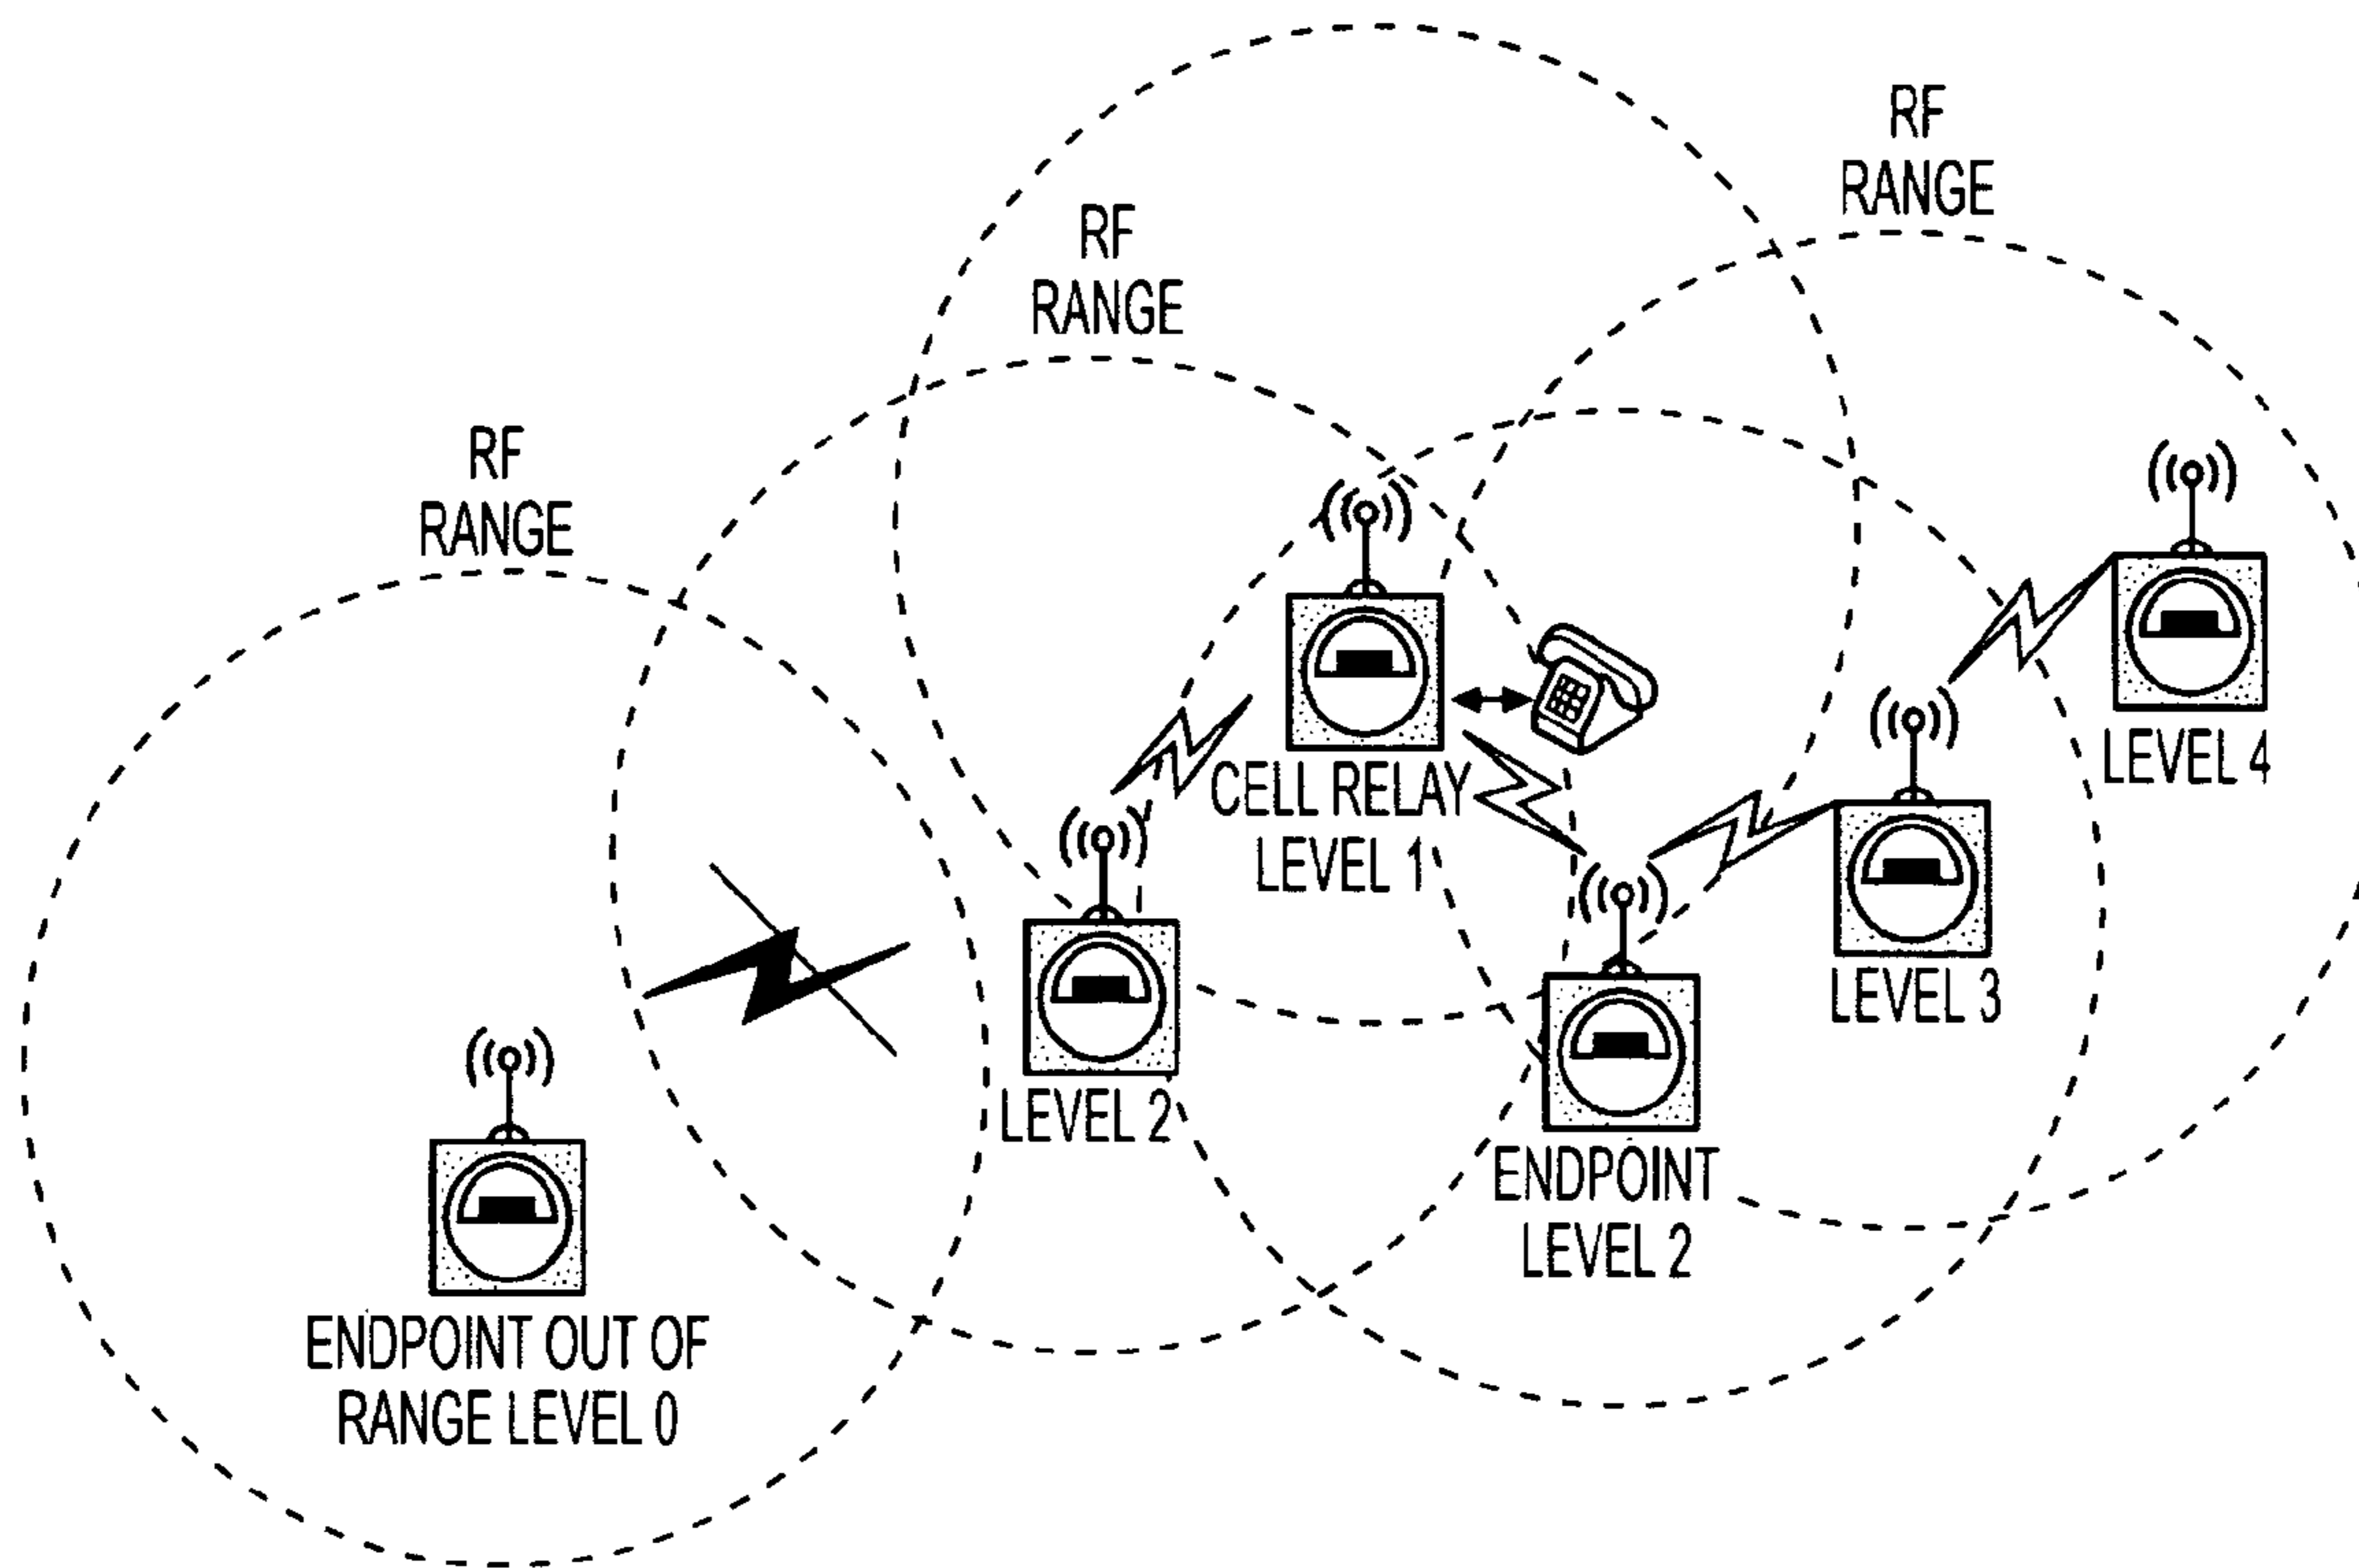 RF
RANGE
RF
RANGE
RF
RANGE
CELL RELAY
LEVEL 1
LEVEL 4
LEVEL 3
LEVEL 2
ENDPOINT
LEVEL 2
ENDPOINT OUT OF
RANGE LEVEL 0